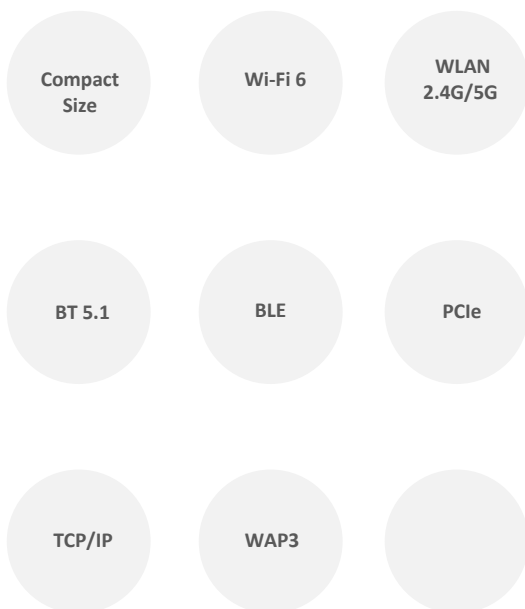 Compact
Size
Wi-Fi 6
WLAN
2.4G/5G
BT 5.1
BLE
PCIe
TCP/IP
WAP3